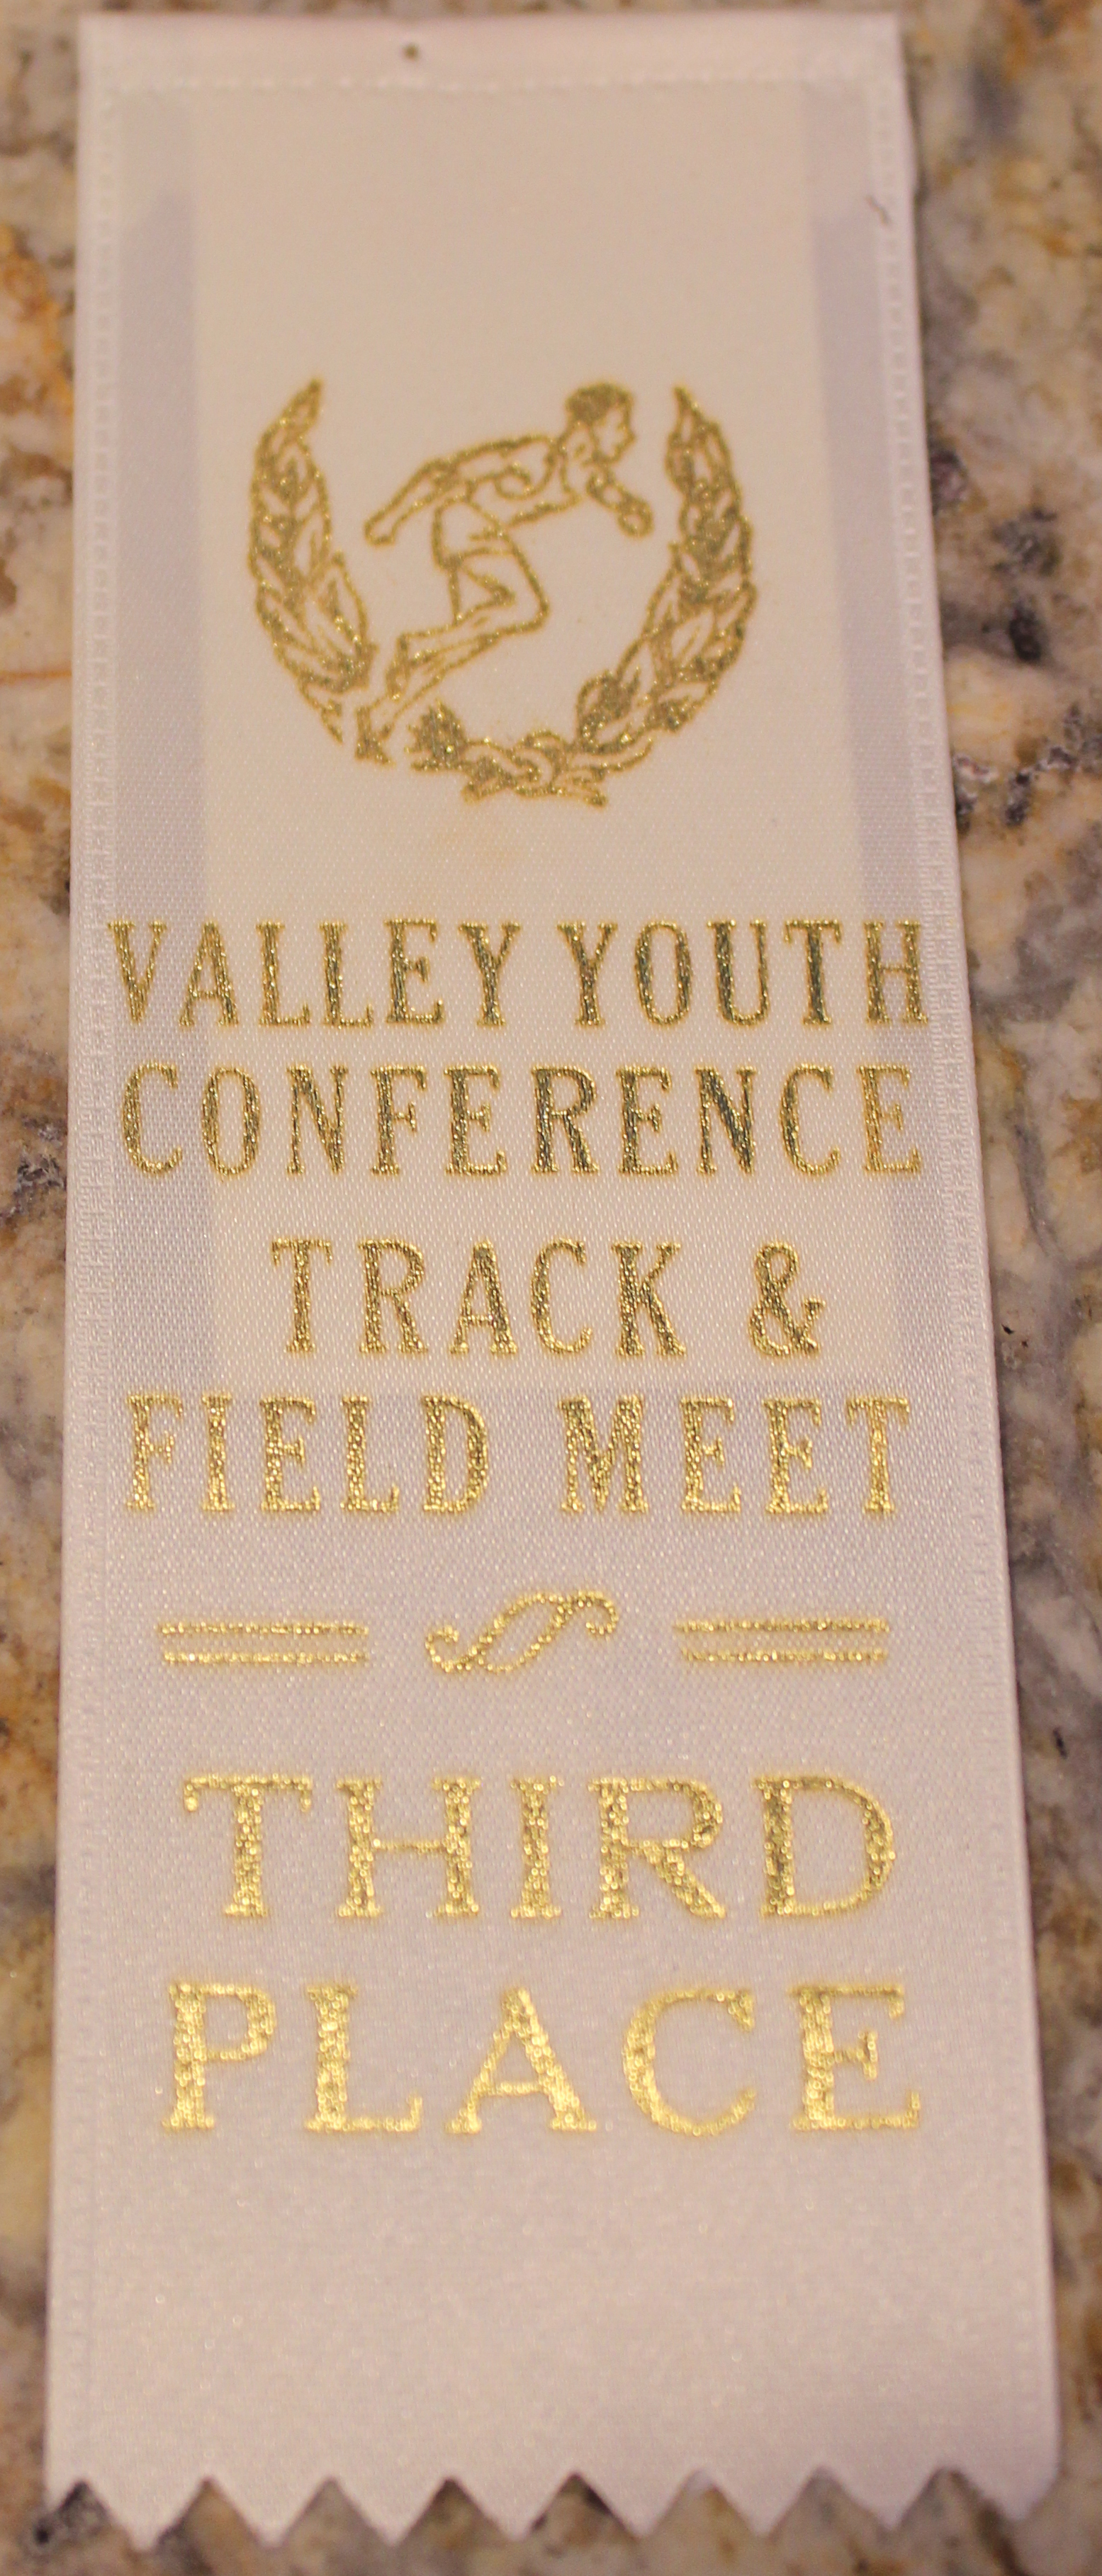 VALLEY YOUTH
CONFERENCE
TRACK &
FIELD MEET
THIRD
PLACE